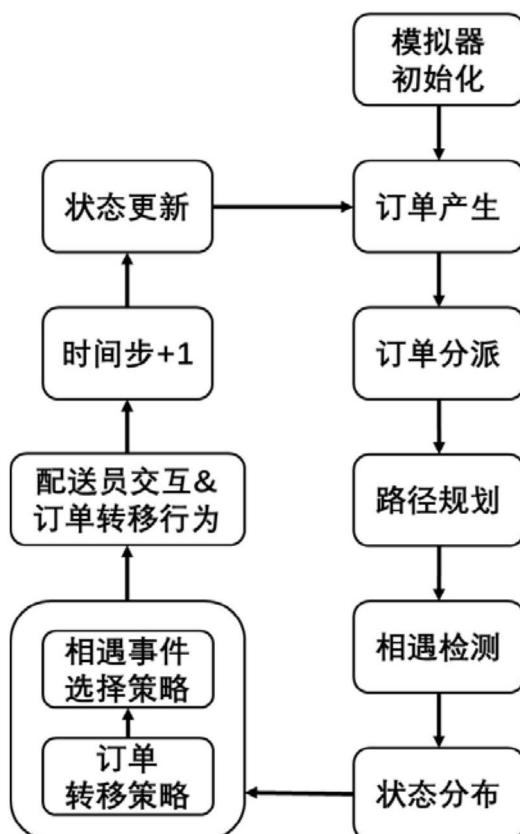 模拟器
初始化
状态更新
订单产生
时间步+1
订单分派
配送员交互&
订单转移行为
路径规划
相遇事件
选择策略
相遇检测
订单
转移策略
状态分布